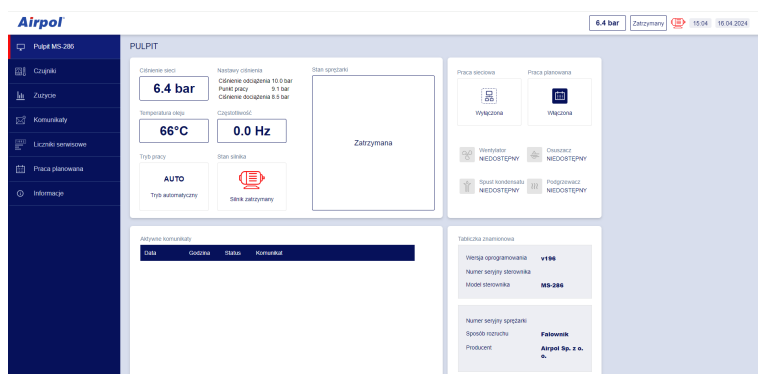 Airpol
6.4 bar
Zatrzymany
15:04
16.04.2024
Pulpit MS-286
Czujniki
Zużycie
Komunikaty
Liczniki serwisowe
Praca planowana
Informacje
PULPIT
Ciśnienie sieci
6.4 bar
Nastawy ciśnienia
Ciśnienie odciążenia 10.0 bar
Punkt pracy 9.1 bar
Ciśnienie dociążenia 8.5 bar
Temperatura oleju
66°C
Częstotliwość
0.0 Hz
Tryb pracy
AUTO
Tryb automatyczny
Stan silnika
Silnik zatrzymany
Stan sprężarki
Zatrzymana
Praca sieciowa
Wyłączona
Praca planowana
Włączona
Wentylator
NIEDOSTĘPNY
Osuszacz
NIEDOSTĘPNY
Spust kondensatu
NIEDOSTĘPNY
Podgrzewacz
NIEDOSTĘPNY
Aktywne komunikaty
Data Godzina Status Komunikat
Tabliczka znamionowa
Wersja oprogramowania v196
Numer seryjny sterownika
Model sterownika MS-286
Numer seryjny sprężarki
Sposób rozruchu Falownik
Producent Airpol Sp. z o.
o.